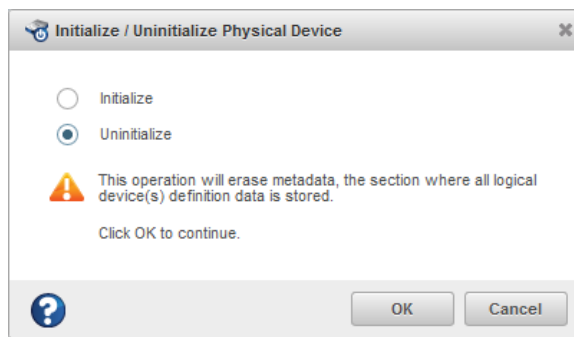 Initialize / Uninitialize Physical Device
Initialize
Uninitialize
This operation will erase metadata, the section where all logical
device(s) definition data is stored.
Click OK to continue.
OK
Cancel